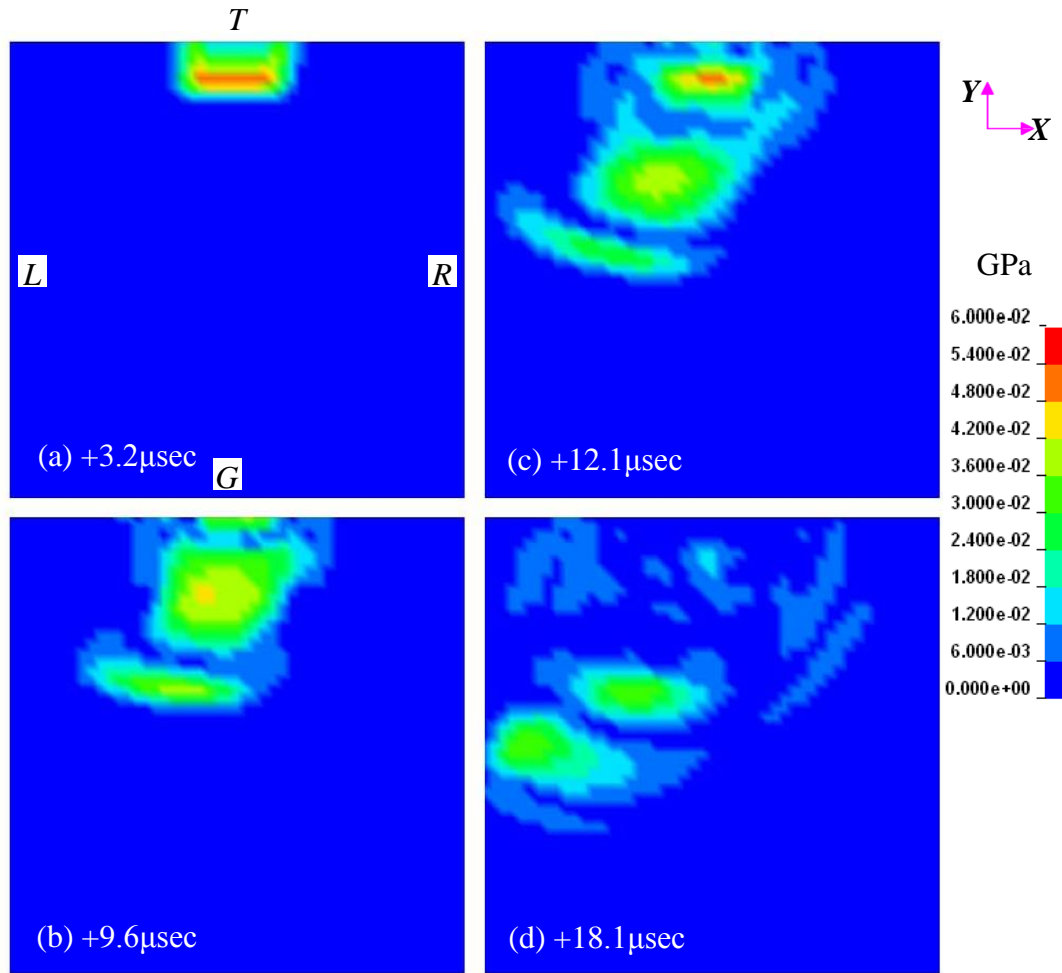 T
L
R
(a) +3.2μsec
G
(c) +12.1μsec
Y
X
GPa
6.000e-02
5.400e-02
4.800e-02
4.200e-02
3.600e-02
3.000e-02
2.400e-02
1.800e-02
1.200e-02
6.000e-03
0.000e+00
(b) +9.6μsec
(d) +18.1μsec